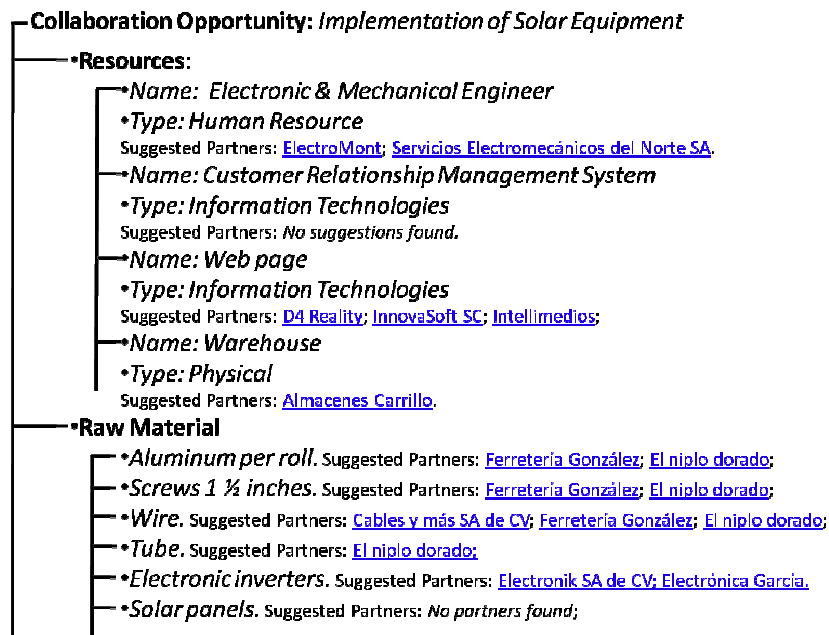 Collaboration Opportunity: Implementation of Solar Equipment
•Resources:
•Name: Electronic & Mechanical Engineer
•Type: Human Resource
Suggested Partners: ElectroMont; Servicios Electromecánicos del Norte SA.
•Name: Customer Relationship Management System
•Type: Information Technologies
Suggested Partners: No suggestions found.
•Name: Web page
•Type: Information Technologies
Suggested Partners: D4 Reality; InnovaSoft SC; Intellimedios;
•Name: Warehouse
•Type: Physical
Suggested Partners: Almacenes Carrillo.
•Raw Material
•Aluminum per roll. Suggested Partners: Ferretería González; El niplo dorado;
•Screws 1 ½ inches. Suggested Partners: Ferretería González; El niplo dorado;
•Wire. Suggested Partners: Cables y más SA de CV; Ferretería González; El niplo dorado;
•Tube. Suggested Partners: El niplo dorado;
•Electronic inverters. Suggested Partners: Electronik SA de CV; Electrónica García.
•Solar panels. Suggested Partners: No partners found;